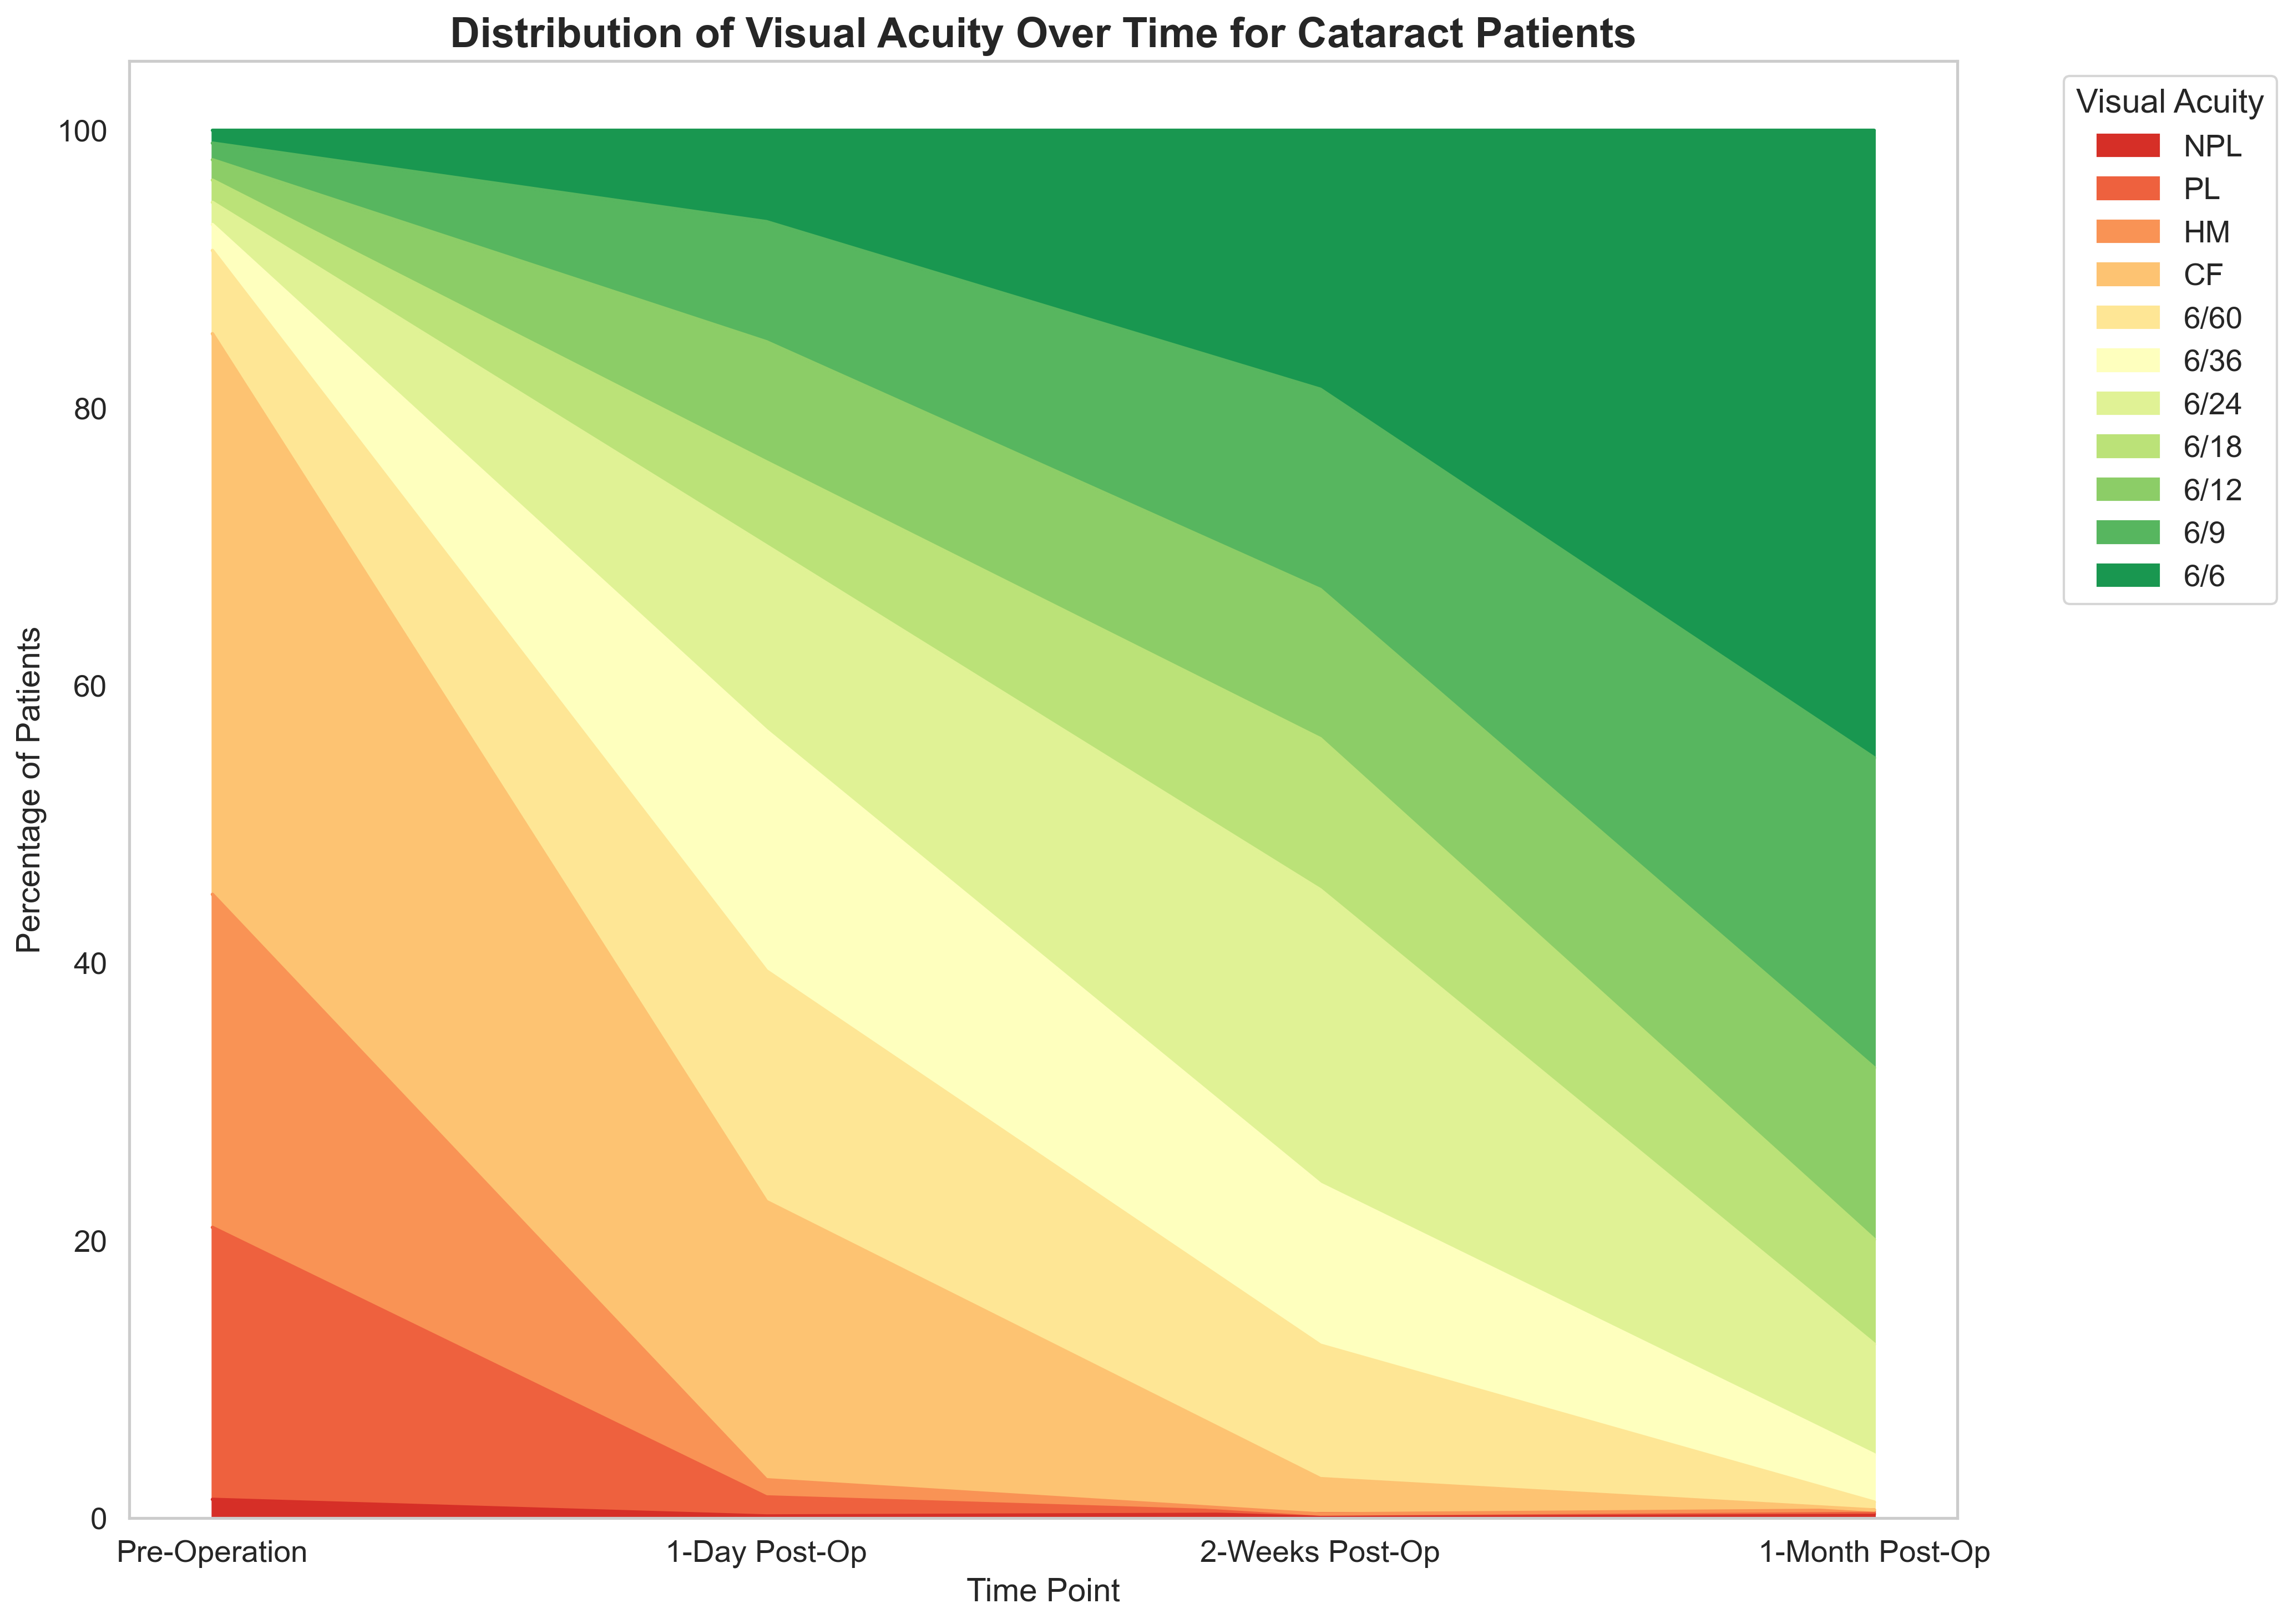 Distribution of Visual Acuity Over Time for Cataract Patients
Percentage of Patients
100
80
60
40
20
0
Pre-Operation
1-Day Post-Op
2-Weeks Post-Op
1-Month Post-Op
Time Point
Visual Acuity
NPL
PL
HM
CF
6/60
6/36
6/24
6/18
6/12
6/9
6/6